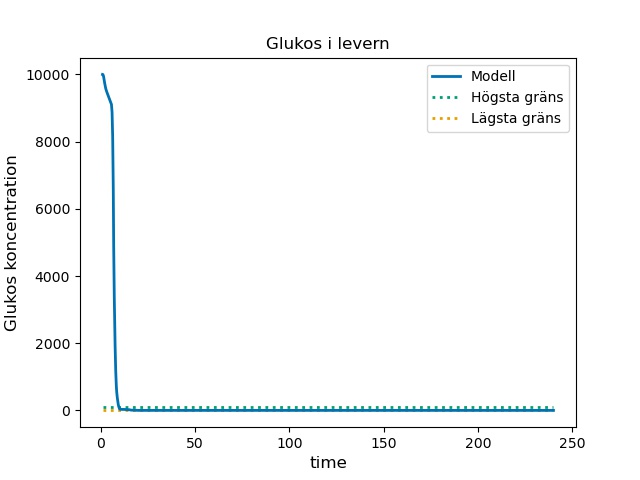 Glukos i levern
Modell
Högsta gräns
Lägsta gräns
Glukos koncentration
10000
8000
6000
4000
2000
0
0 50 100 150 200 250
time